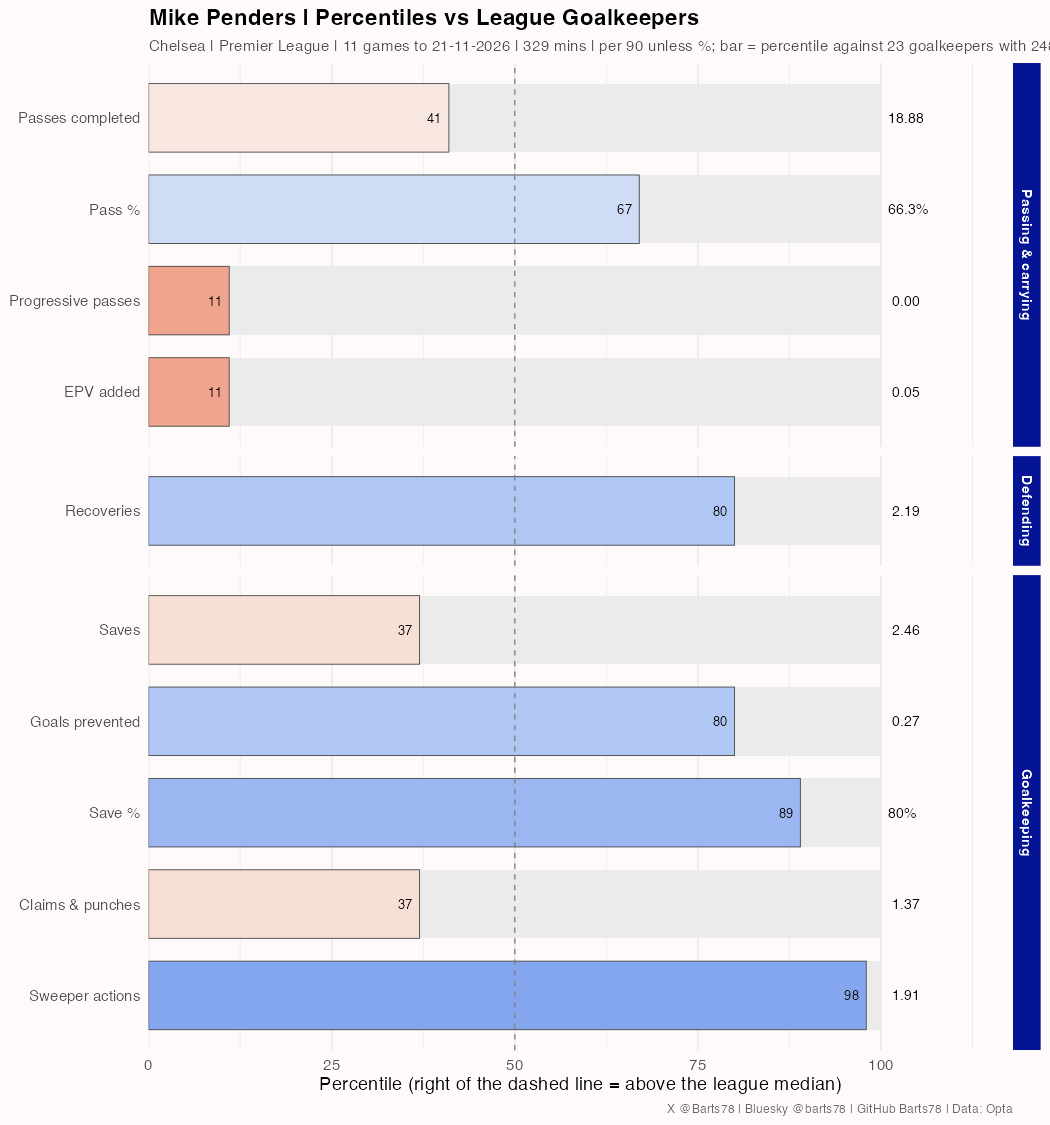 Mike Penders | Percentiles vs League Goalkeepers
Chelsea | Premier League | 11 games to 21-11-2026 | 329 mins | per 90 unless %; bar = percentile against 23 goalkeepers with
Passes completed 41 18.88
Pass % 67 66.3%
Progressive passes 11 0.00
EPV added 11 0.05
Passing & carrying
Recoveries 80 2.19
Defending
Saves 37 2.46
Goals prevented 80 0.27
Save % 89 80%
Claims & punches 37 1.37
Sweeper actions 98 1.91
Goalkeeping
0 25 50 75 100
Percentile (right of the dashed line = above the league median)
X @Barts78 | Bluesky @barts78 | GitHub Barts78 | Data: Opta